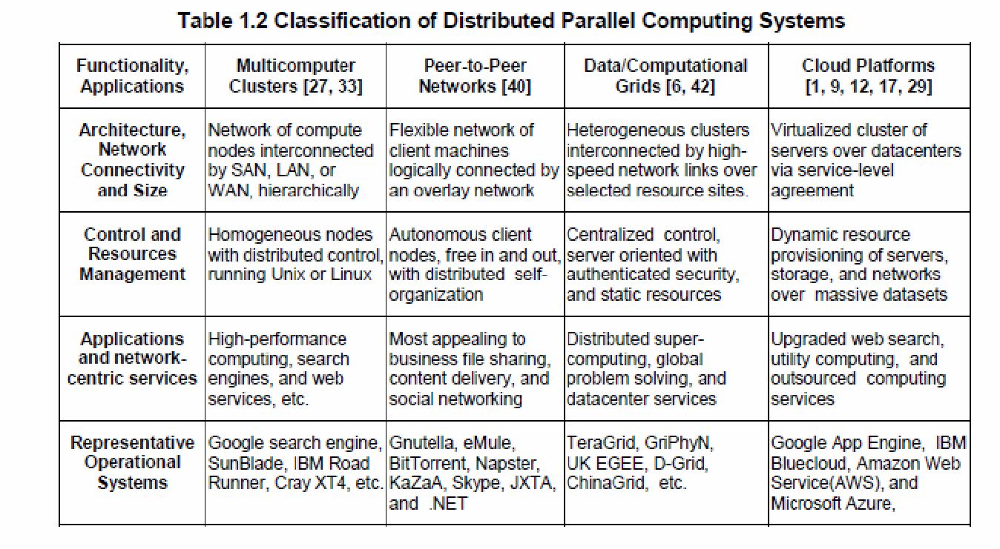 Table 1.2 Classification of Distributed Parallel Computing Systems
Functionality,
Applications
Multicomputer
Clusters [27, 33]
Peer-to-Peer
Networks [40]
Data/Computational
Grids [6, 42]
Cloud Platforms
[1, 9, 12, 17, 29]
Architecture,
Network
Connectivity
and Size
Network of compute
nodes interconnected
by SAN, LAN, or
WAN, hierarchically
Flexible network of
client machines
logically connected by
an overlay network
Heterogeneous clusters
interconnected by high-
speed network links over
selected resource sites.
Virtualized cluster of
servers over datacenters
via service-level
agreement
Control and
Resources
Management
Homogeneous nodes
with distributed control,
running Unix or Linux
Autonomous client
nodes, free in and out,
with distributed self-
organization
Centralized control,
server oriented with
authenticated security,
and static resources
Dynamic resource
provisioning of servers,
storage, and networks
over massive datasets
Applications
and network-
centric services
High-performance
computing, search
engines, and web
services, etc.
Most appealing to
business file sharing,
content delivery, and
social networking
Distributed super-
computing, global
problem solving, and
datacenter services
Upgraded web search,
utility computing, and
outsourced computing
services
Representative
Operational
Systems
Google search engine,
SunBlade, IBM Road
Runner, Cray XT4, etc.
Gnutella, eMule,
BitTorrent, Napster,
KaZaA, Skype, JXTA,
and .NET
TeraGrid, GriPhyN,
UK EGEE, D-Grid,
ChinaGrid, etc.
Google App Engine, IBM
Bluecloud, Amazon Web
Service(AWS), and
Microsoft Azure,